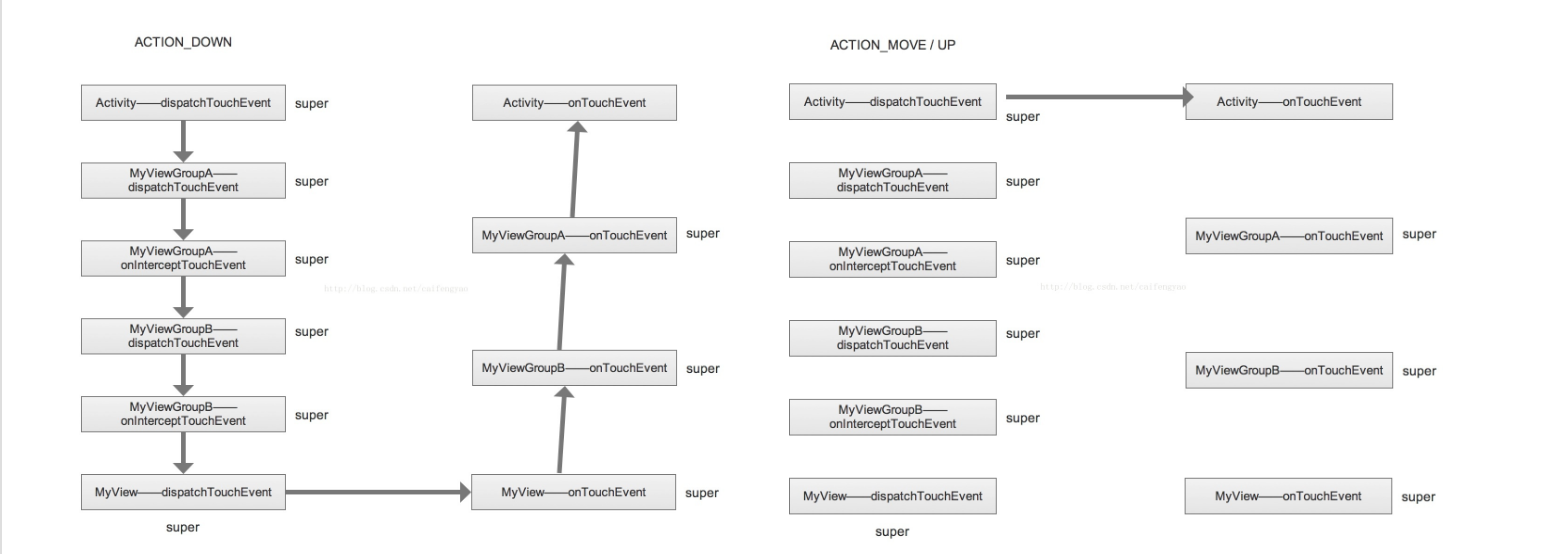 ACTION_DOWN
Activity——dispatchTouchEvent
super
MyViewGroupA——
dispatchTouchEvent
super
MyViewGroupA——
onInterceptTouchEvent
super
MyViewGroupB——
dispatchTouchEvent
super
MyViewGroupB——
onInterceptTouchEvent
super
MyView——dispatchTouchEvent
super
Activity——onTouchEvent
MyViewGroupA——onTouchEvent
super
http://blog.csdn.net/caifengyao
MyViewGroupB——onTouchEvent
super
MyView——onTouchEvent
super
ACTION_MOVE / UP
Activity——dispatchTouchEvent
super
MyViewGroupA——
dispatchTouchEvent
super
MyViewGroupA——
onInterceptTouchEvent
super
MyViewGroupB——
dispatchTouchEvent
super
MyViewGroupB——
onInterceptTouchEvent
super
MyView——dispatchTouchEvent
super
Activity——onTouchEvent
MyViewGroupA——onTouchEvent
super
http://blog.csdn.net/caifengyao
MyViewGroupB——onTouchEvent
super
MyView——onTouchEvent
super